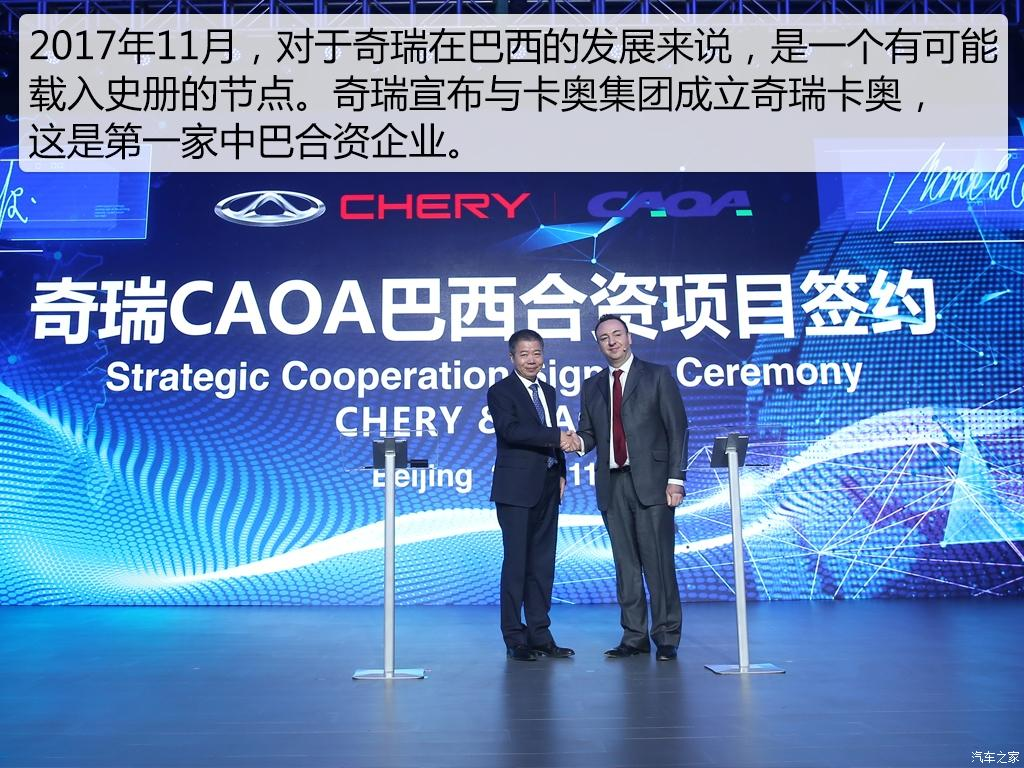 2017年11月，对于奇瑞在巴西的发展来说，是一个有可能
载入史册的节点。奇瑞宣布与卡奥集团成立奇瑞卡奥，
这是第一家中巴合资企业。
CHERY CAOA
奇瑞CAOA巴西合资项目签约
Strategic Cooperation Ceremony
CHERY &
Beijing 11
汽车之家